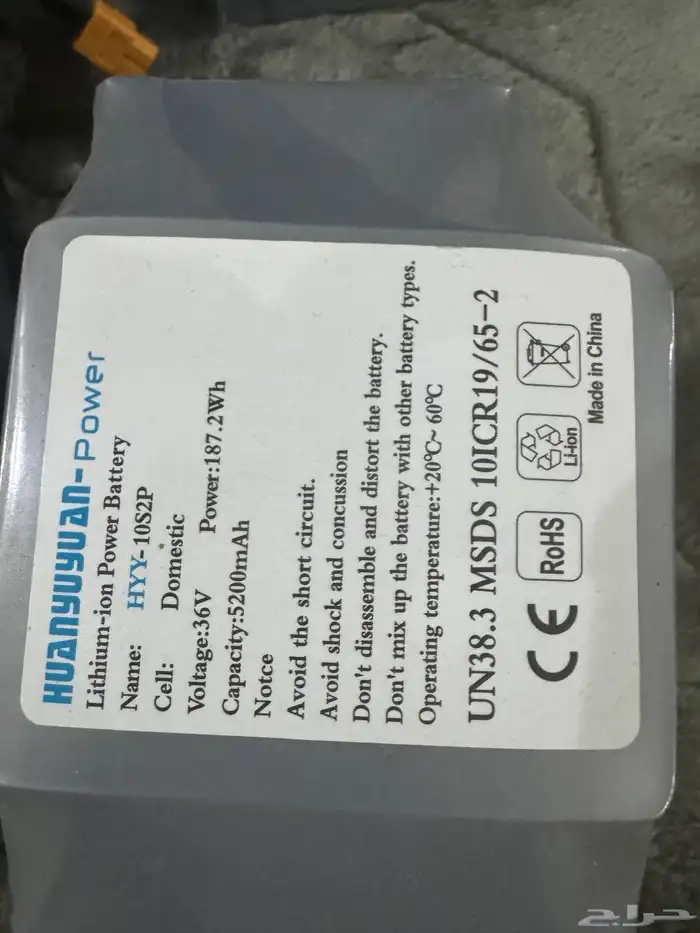 HUANYUYUAN-Power
Lithium-ion Power Battery
Name: HYY-10S2P
Cell: Domestic
Voltage:36V Power:187.2Wh
Capacity:5200mAh
Notce
Avoid the short circuit.
Avoid shock and concussion
Don't disassemble and distort the battery.
Don't mix up the battery with other battery types.
Operating temperature:+20℃~ 60℃
UN38.3 MSDS 10ICR19/65-2
CE RoHS Li-ion
Made in China
حراج